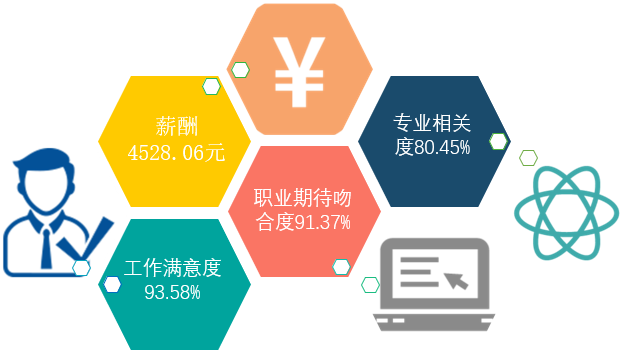 ¥
薪酬
4528.06元
专业相关
度80.45%
职业期待吻
合度91.37%
工作满意度
93.58%